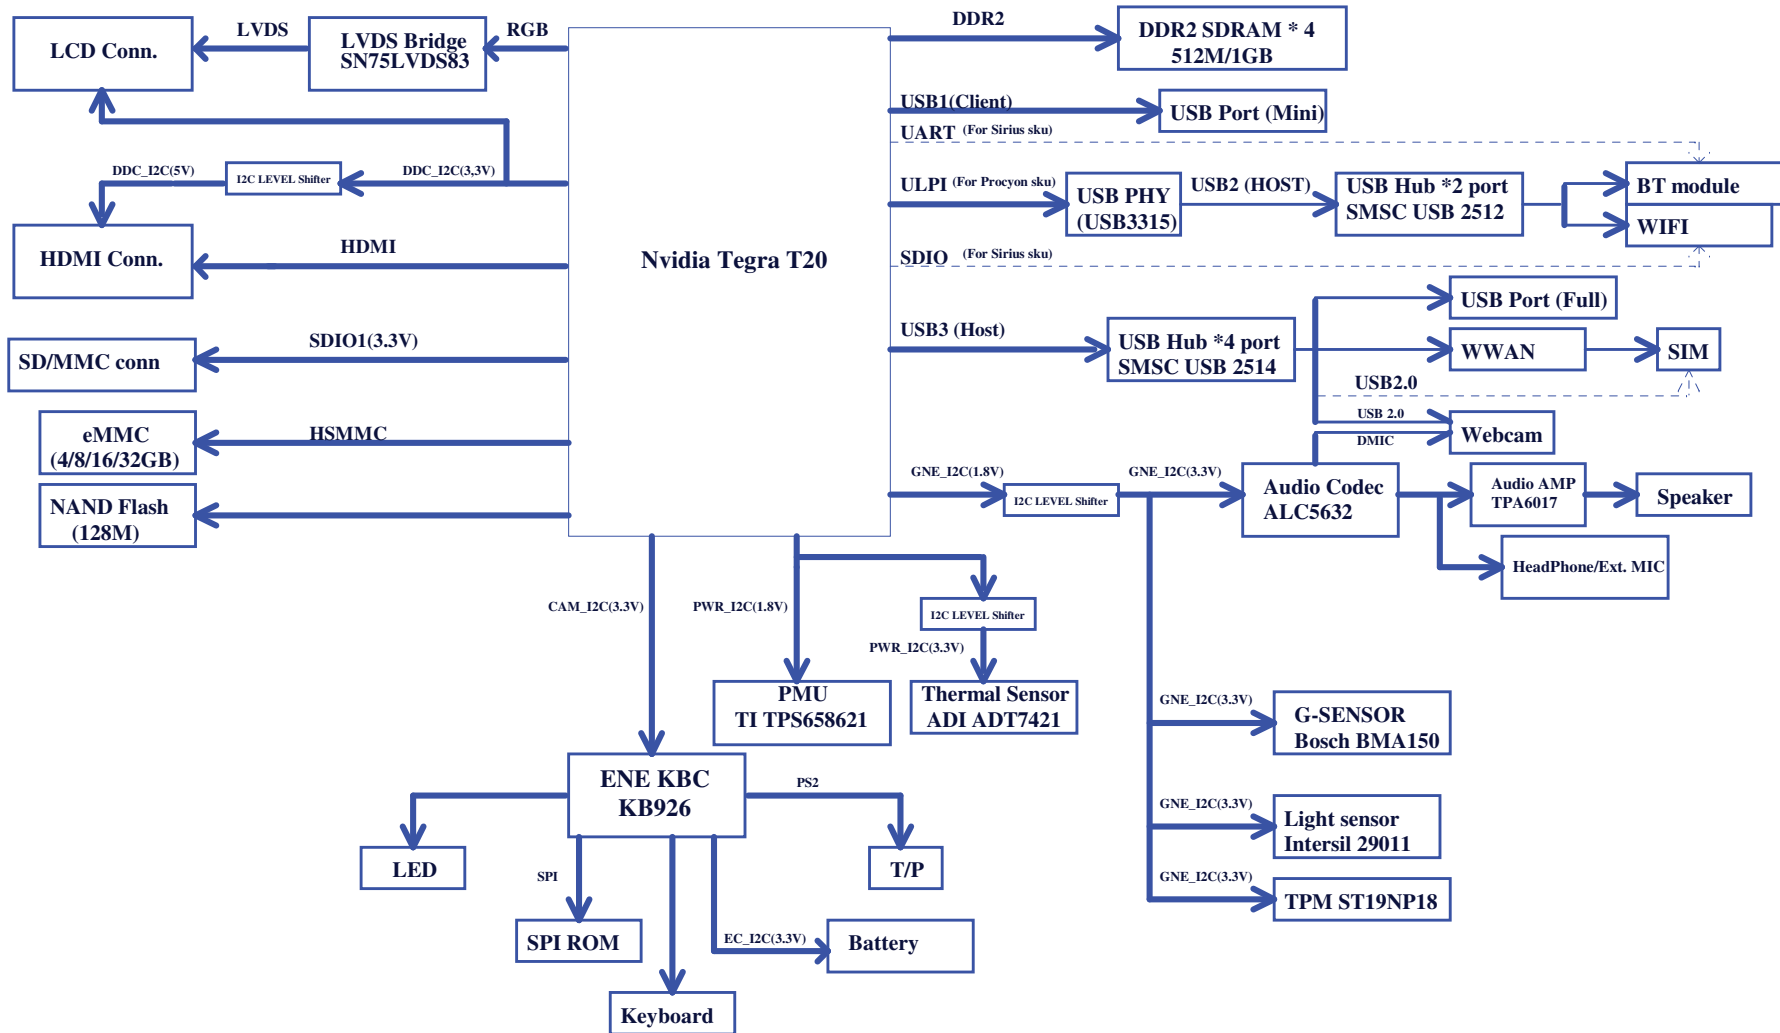 LCD Conn.
LVDS
LVDS Bridge
SN75LVDS83
RGB
DDC_I2C(5V)
I2C LEVEL Shifter
DDC_I2C(3,3V)
HDMI Conn.
HDMI
SD/MMC conn
SDIO1(3.3V)
eMMC
(4/8/16/32GB)
HSMMC
NAND Flash
(128M)
Nvidia Tegra T20
DDR2
DDR2 SDRAM * 4
512M/1GB
USB1(Client)
USB Port (Mini)
UART (For Sirius sku)
ULPI (For Procyon sku)
USB PHY
(USB3315)
USB2 (HOST)
USB Hub *2 port
SMSC USB 2512
BT module
WIFI
SDIO (For Sirius sku)
USB3 (Host)
USB Hub *4 port
SMSC USB 2514
USB Port (Full)
WWAN
SIM
USB2.0
USB 2.0
DMIC
Webcam
GNE_I2C(1.8V)
I2C LEVEL Shifter
GNE_I2C(3.3V)
Audio Codec
ALC5632
Audio AMP
TPA6017
Speaker
HeadPhone/Ext. MIC
CAM_I2C(3.3V)
PWR_I2C(1.8V)
I2C LEVEL Shifter
PWR_I2C(3.3V)
PMU
TI TPS658621
Thermal Sensor
ADI ADT7421
GNE_I2C(3.3V)
G-SENSOR
Bosch BMA150
GNE_I2C(3.3V)
Light sensor
Intersil 29011
GNE_I2C(3.3V)
TPM ST19NP18
ENE KBC
KB926
PS2
LED
T/P
SPI
SPI ROM
EC_I2C(3.3V)
Battery
Keyboard